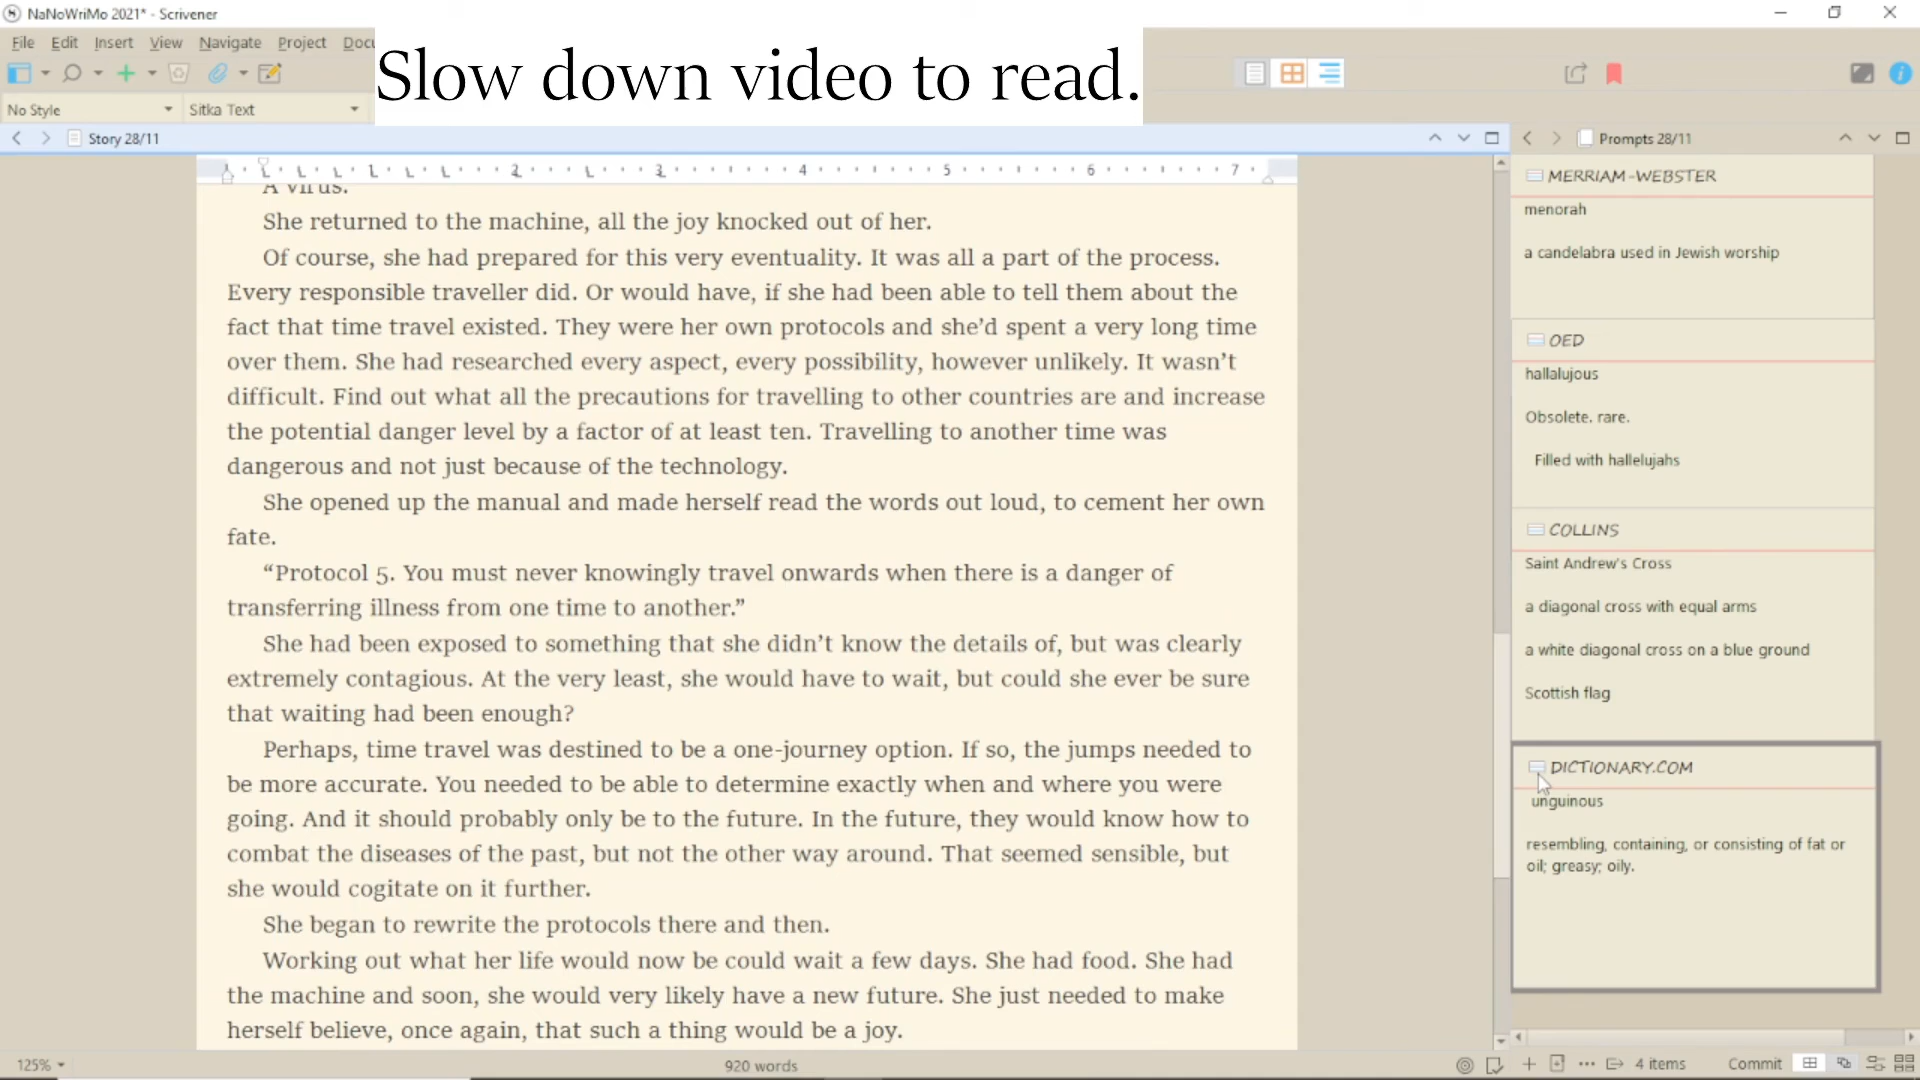 NaNoWriMo 2021* - Scrivener
File Edit Insert View Navigate Project Docu
Slow down video to read.
No Style Sitka Text
Story 28/11
1 2 3 4 5 6 7
A virus.
She returned to the machine, all the joy knocked out of her.
Of course, she had prepared for this very eventuality. It was all a part of the process.
Every responsible traveller did. Or would have, if she had been able to tell them about the
fact that time travel existed. They were her own protocols and she’d spent a very long time
over them. She had researched every aspect, every possibility, however unlikely. It wasn’t
difficult. Find out what all the precautions for travelling to other countries are and increase
the potential danger level by a factor of at least ten. Travelling to another time was
dangerous and not just because of the technology.
She opened up the manual and made herself read the words out loud, to cement her own
fate.
“Protocol 5. You must never knowingly travel onwards when there is a danger of
transferring illness from one time to another.”
She had been exposed to something that she didn’t know the details of, but was clearly
extremely contagious. At the very least, she would have to wait, but could she ever be sure
that waiting had been enough?
Perhaps, time travel was destined to be a one-journey option. If so, the jumps needed to
be more accurate. You needed to be able to determine exactly when and where you were
going. And it should probably only be to the future. In the future, they would know how to
combat the diseases of the past, but not the other way around. That seemed sensible, but
she would cogitate on it further.
She began to rewrite the protocols there and then.
Working out what her life would now be could wait a few days. She had food. She had
the machine and soon, she would very likely have a new future. She just needed to make
herself believe, once again, that such a thing would be a joy.
125% 920 words
Prompts 28/11
MERRIAM-WEBSTER
menorah
a candelabra used in Jewish worship
OED
hallalujous
Obsolete. rare.
Filled with hallelujahs
COLLINS
Saint Andrew's Cross
a diagonal cross with equal arms
a white diagonal cross on a blue ground
Scottish flag
DICTIONARY.COM
unguinous
resembling, containing, or consisting of fat or
oil; greasy; oily.
4 items Commit